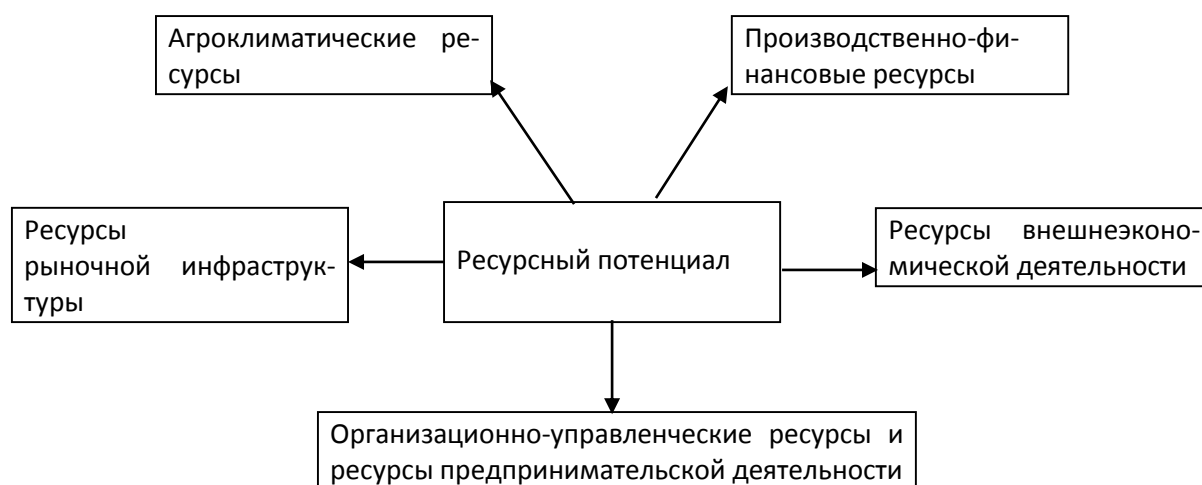 Агроклиматические ре-
сурсы
Производственно-фи-
нансовые ресурсы
Ресурсы
рыночной инфраструк-
туры
Ресурсный потенциал
Ресурсы внешнеэконо-
мической деятельности
Организационно-управленческие ресурсы и
ресурсы предпринимательской деятельности